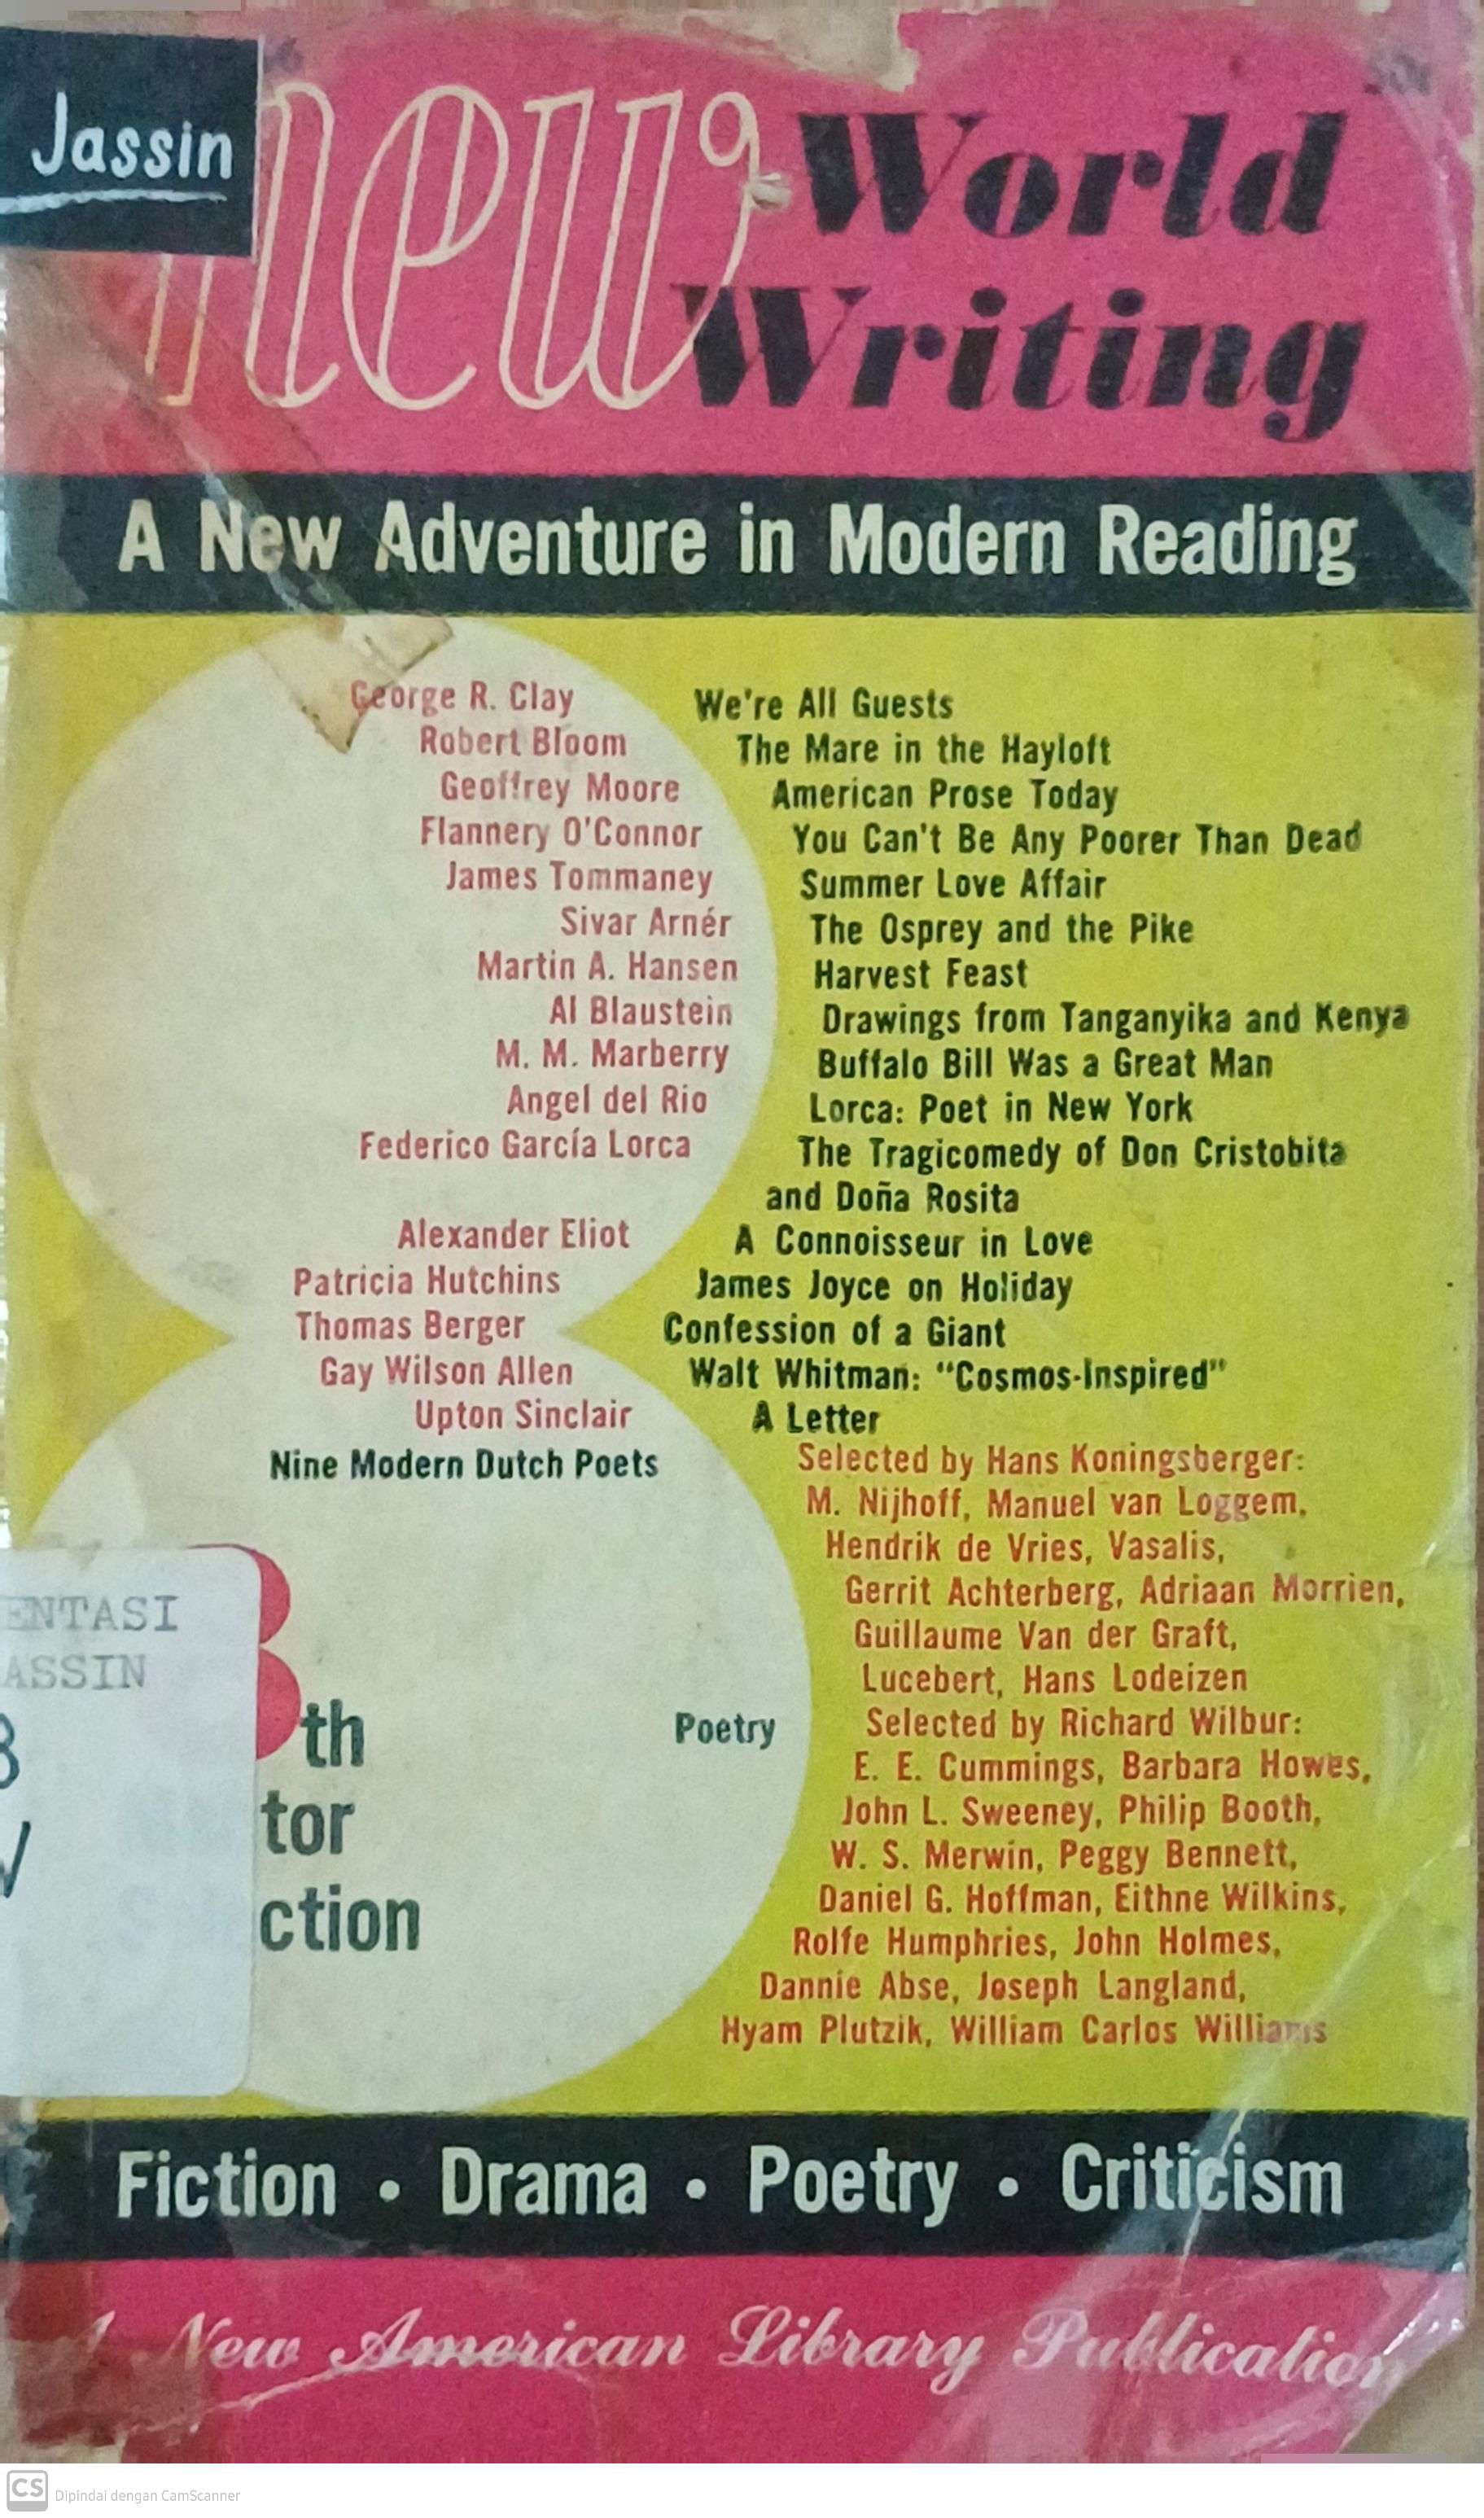 Jassin
new World
Writing
A New Adventure in Modern Reading
George R. Clay We're All Guests
Robert Bloom The Mare in the Hayloft
Geoffrey Moore American Prose Today
Flannery O'Connor You Can't Be Any Poorer Than Dead
James Tommaney Summer Love Affair
Sivar Arnér The Osprey and the Pike
Martin A. Hansen Harvest Feast
Al Blaustein Drawings from Tanganyika and Kenya
M. M. Marberry Buffalo Bill Was a Great Man
Angel del Rio Lorca: Poet in New York
Federico García Lorca The Tragicomedy of Don Cristobita
and Doña Rosita
Alexander Eliot A Connoisseur in Love
Patricia Hutchins James Joyce on Holiday
Thomas Berger Confession of a Giant
Gay Wilson Allen Walt Whitman: "Cosmos-Inspired"
Upton Sinclair A Letter
Nine Modern Dutch Poets Selected by Hans Koningsberger:
M. Nijhoff, Manuel van Loggem,
Hendrik de Vries, Vasalis,
Gerrit Achterberg, Adriaan Morrien,
Guillaume Van der Graft,
Lucebert, Hans Lodeizen
Poetry Selected by Richard Wilbur:
E. E. Cummings, Barbara Howes,
John L. Sweeney, Philip Booth,
W. S. Merwin, Peggy Bennett,
Daniel G. Hoffman, Eithne Wilkins,
Rolfe Humphries, John Holmes,
Dannie Abse, Joseph Langland,
Hyam Plutzik, William Carlos Williams
ENTASI
ASSIN
8th
tor
ction
Fiction • Drama • Poetry • Criticism
A New American Library Publication
CS Dipindai dengan CamScanner